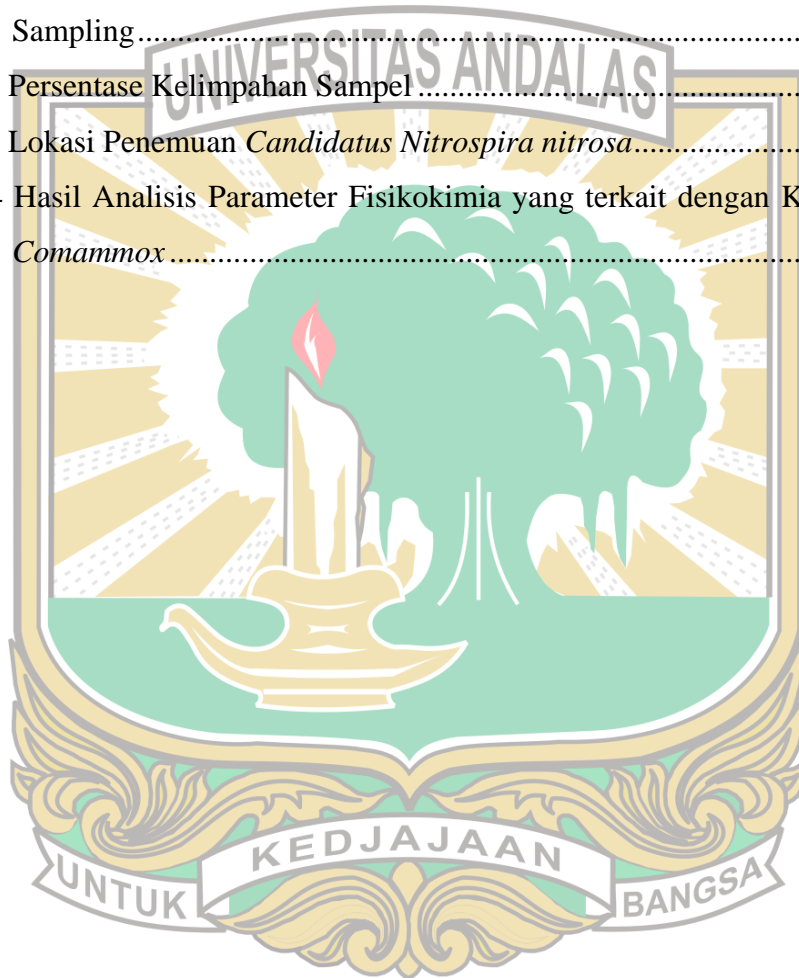 Sampling
UNIVERSITAS ANDALAS
Persentase Kelimpahan Sampel
Lokasi Penemuan Candidatus Nitrospira nitrosa
- Hasil Analisis Parameter Fisikokimia yang terkait dengan K
Comammox
UNTUK KEDJAJAAN BANGSA